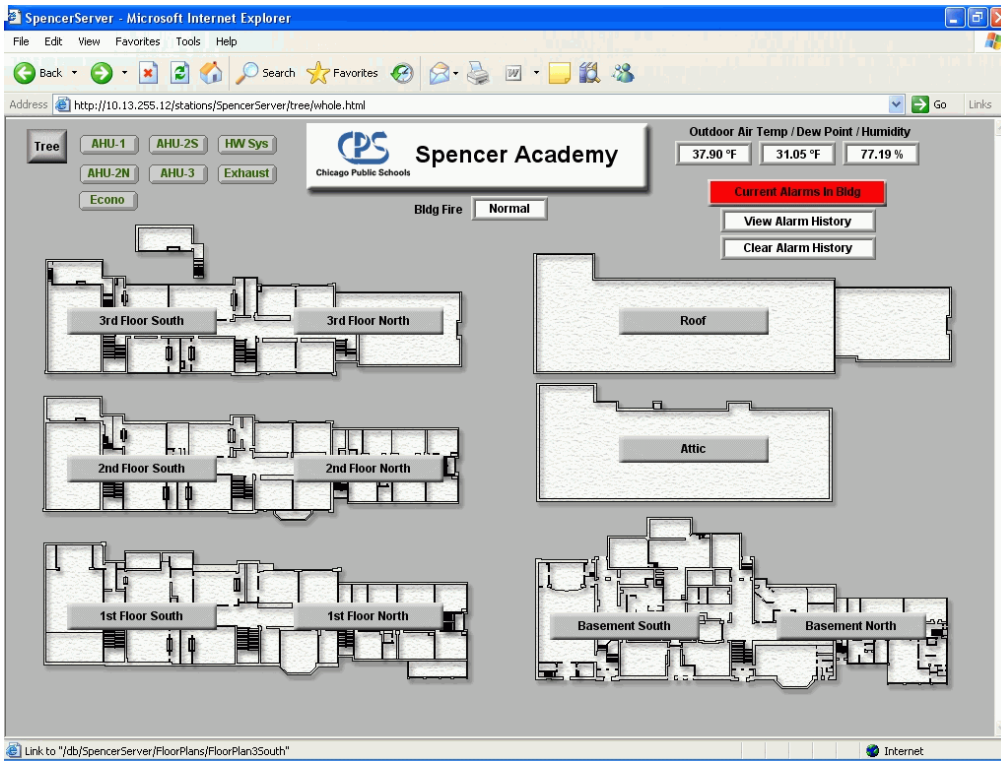 SpencerServer - Microsoft Internet Explorer
File Edit View Favorites Tools Help
Back Search Favorites
Address http://10.13.255.12/stations/SpencerServer/tree/whole.html Go Links
Tree AHU-1 AHU-2S HW Sys
AHU-2N AHU-3 Exhaust
Econo
CPS
Chicago Public Schools
Spencer Academy
Bldg Fire Normal
Outdoor Air Temp / Dew Point / Humidity
37.90 °F 31.05 °F 77.19 %
Current Alarms In Bldg
View Alarm History
Clear Alarm History
3rd Floor South 3rd Floor North
Roof
2nd Floor South 2nd Floor North
Attic
1st Floor South 1st Floor North
Basement South Basement North
Link to "/db/SpencerServer/FloorPlans/FloorPlan3South" Internet